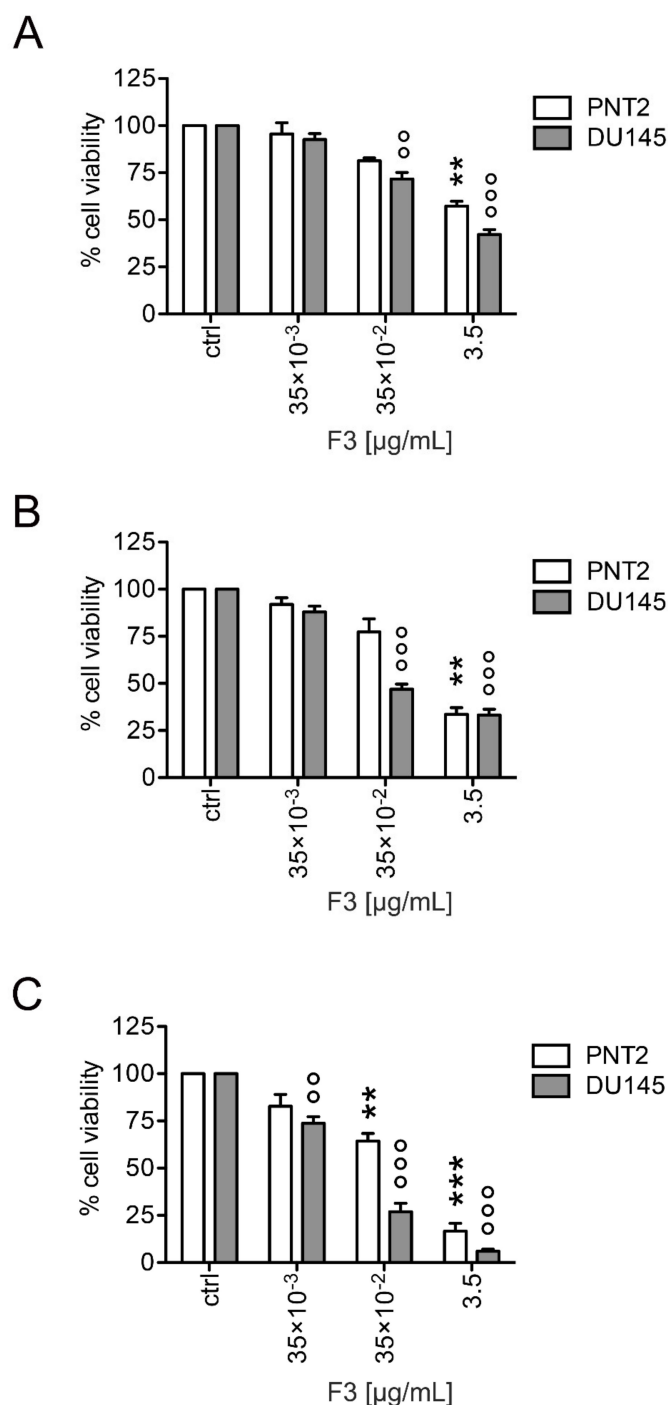 A
125
100
75
50
25
0
% cell viability
PNT2
DU145
**
ctrl
35×10⁻³
35×10⁻²
3.5
F3 [µg/mL]
B
125
100
75
50
25
0
% cell viability
PNT2
DU145
**
ctrl
35×10⁻³
35×10⁻²
3.5
F3 [µg/mL]
C
125
100
75
50
25
0
% cell viability
PNT2
DU145
**
***
ctrl
35×10⁻³
35×10⁻²
3.5
F3 [µg/mL]